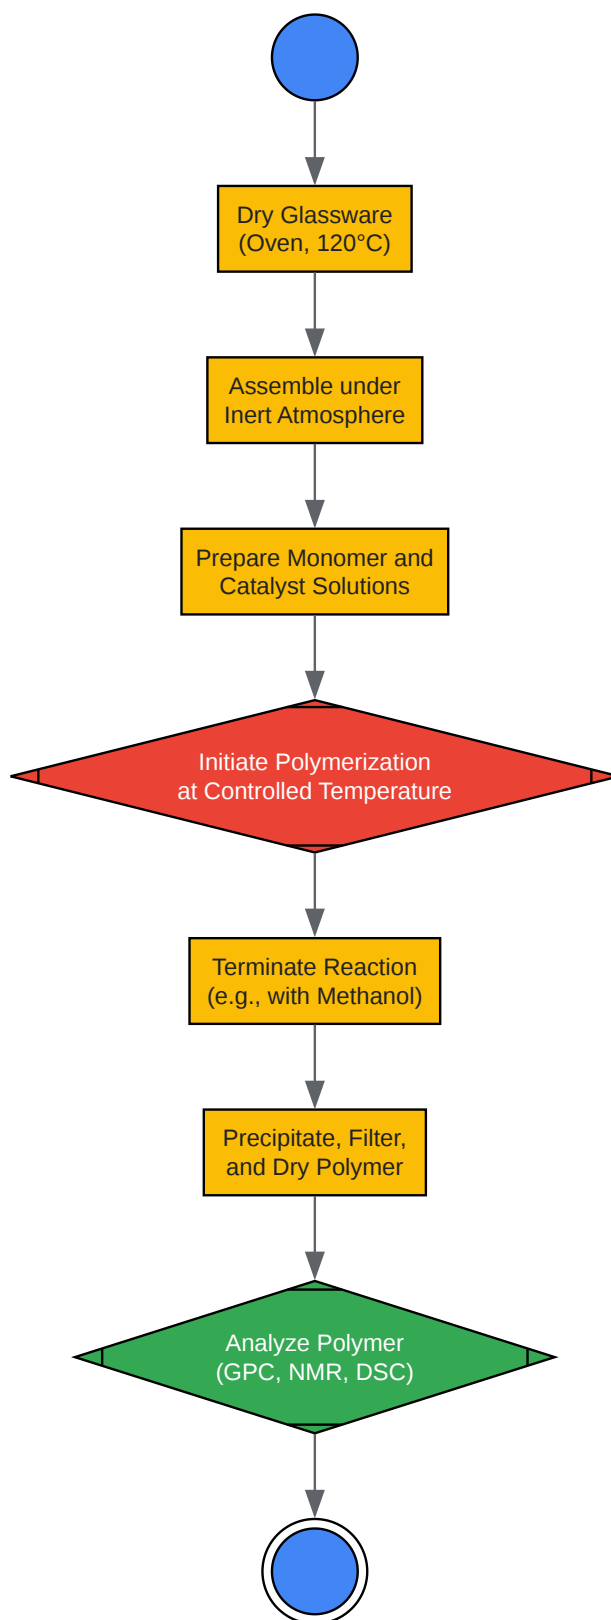 Dry Glassware
(Oven, 120°C)
Assemble under
Inert Atmosphere
Prepare Monomer and
Catalyst Solutions
Initiate Polymerization
at Controlled Temperature
Terminate Reaction
(e.g., with Methanol)
Precipitate, Filter,
and Dry Polymer
Analyze Polymer
(GPC, NMR, DSC)